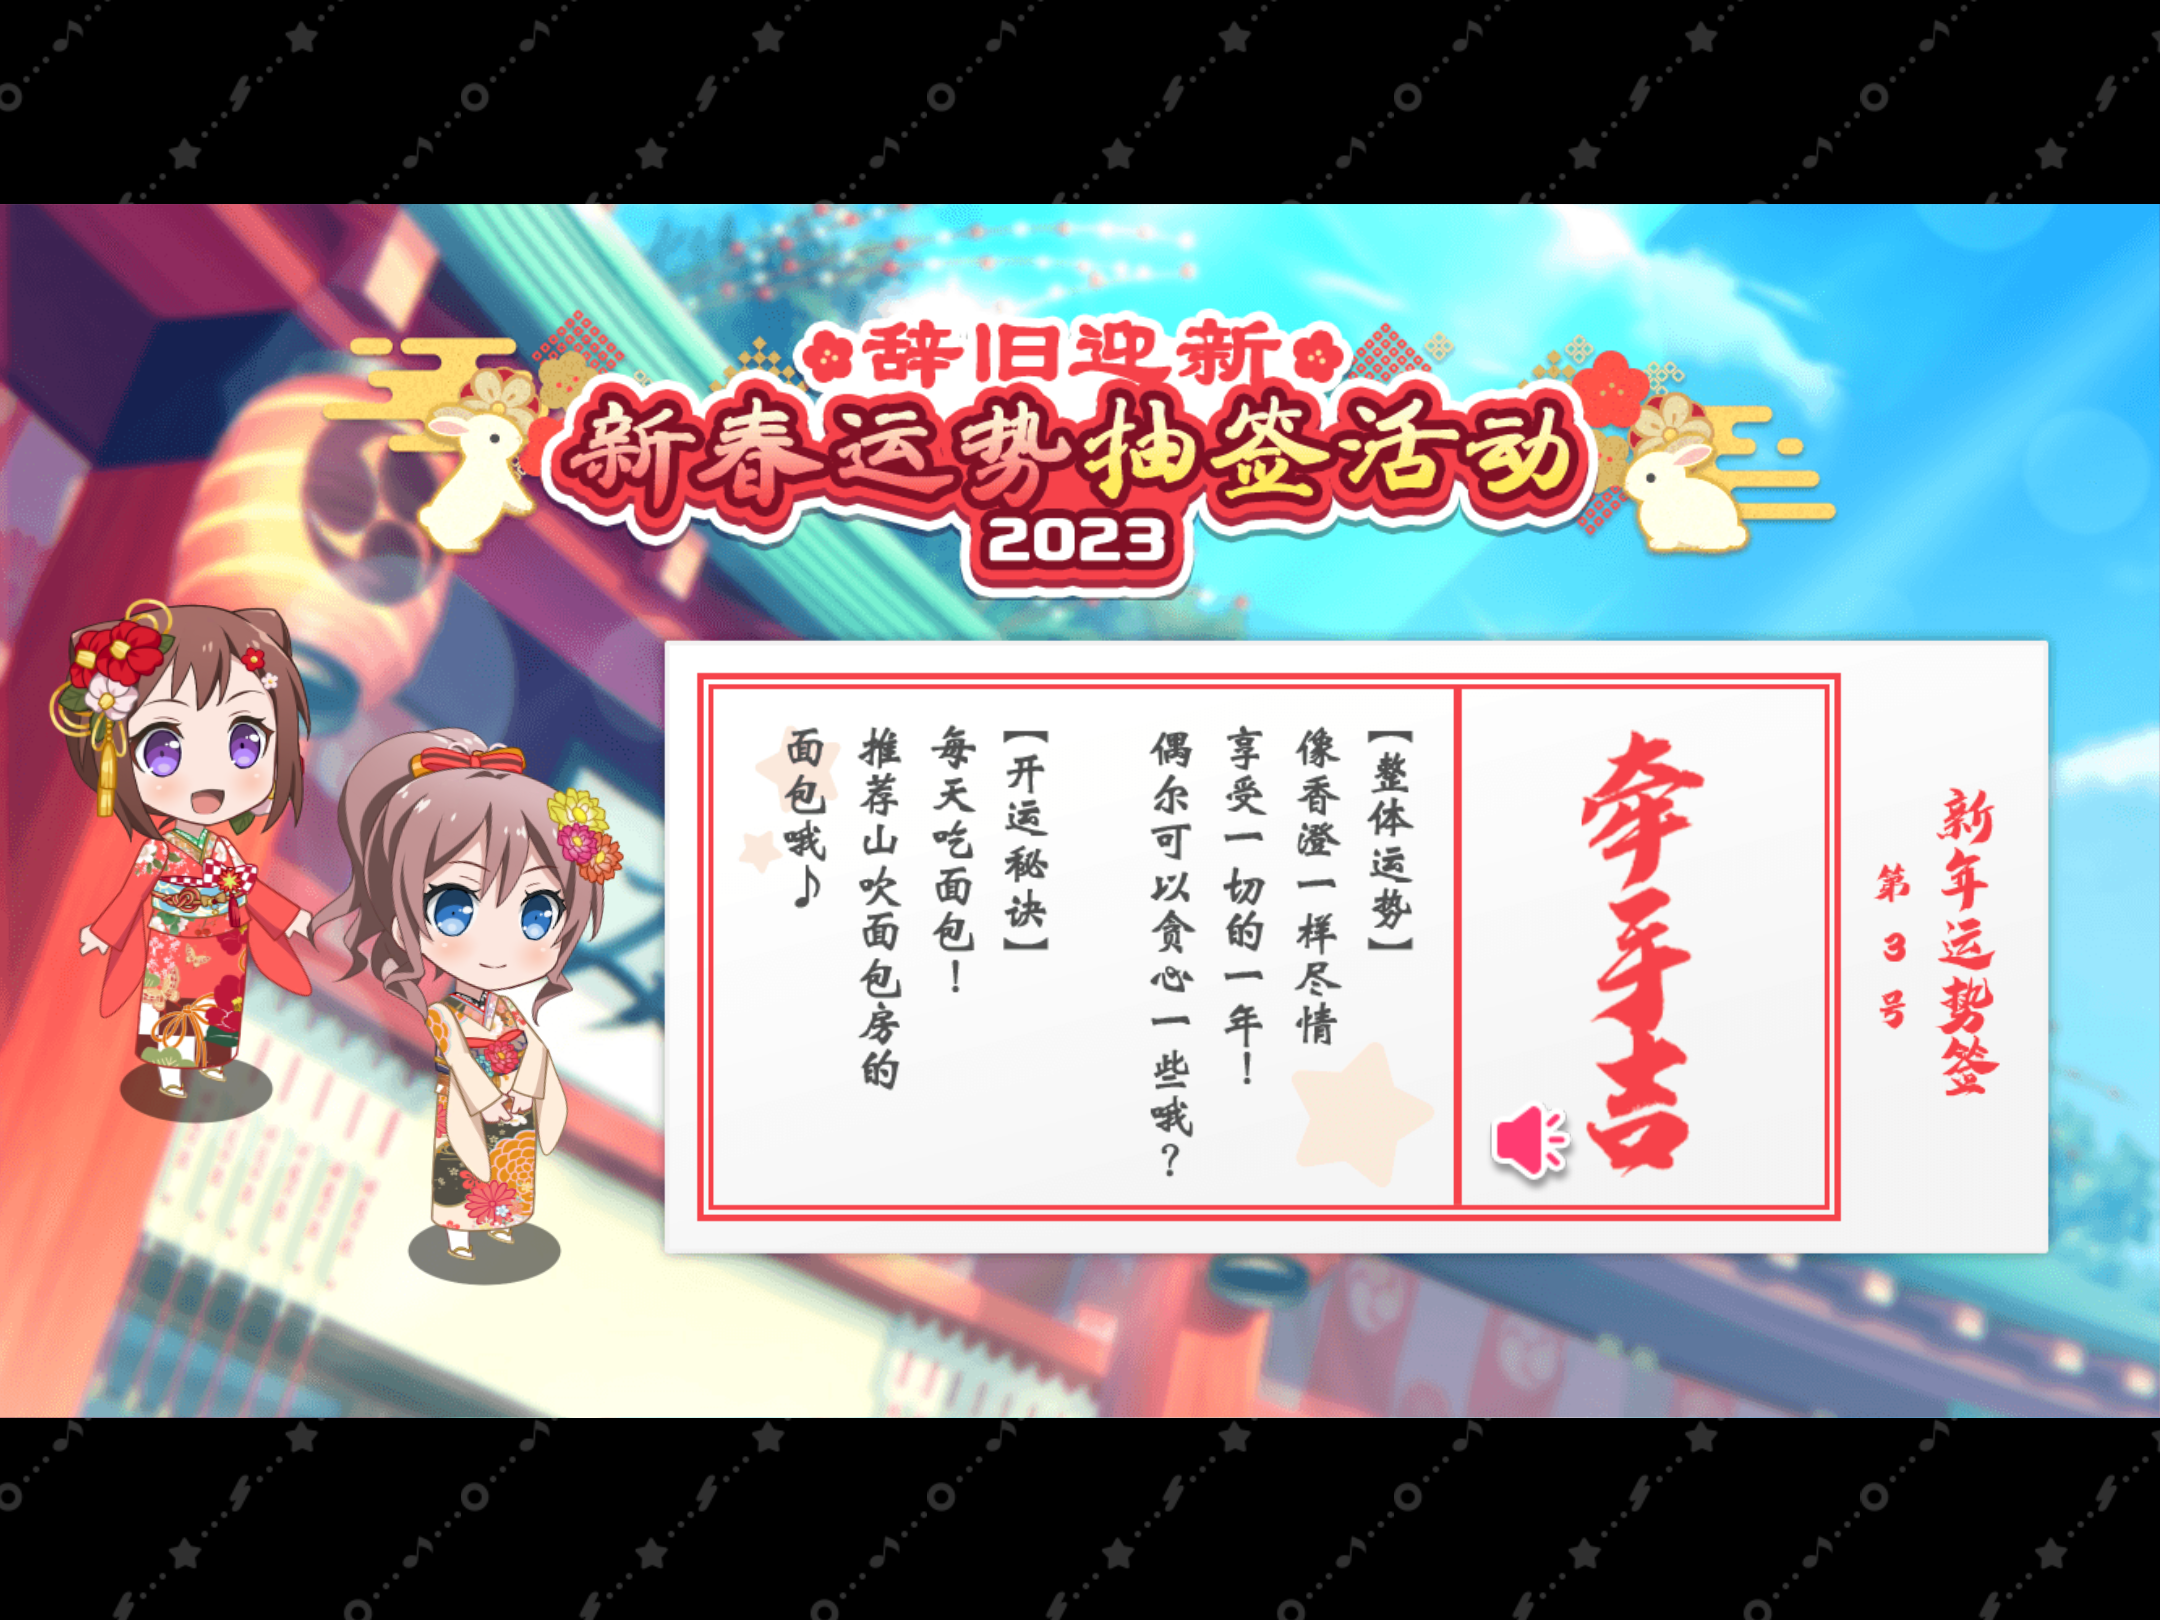 辞旧迎新
新春运势抽签活动
2023
新年运势签
第3号
牵手吉
【整体运势】
像香澄一样尽情
享受一切的一年！
偶尔可以贪心一些哦？
【开运秘诀】
每天吃面包！
推荐山吹面包房的
面包哦♪